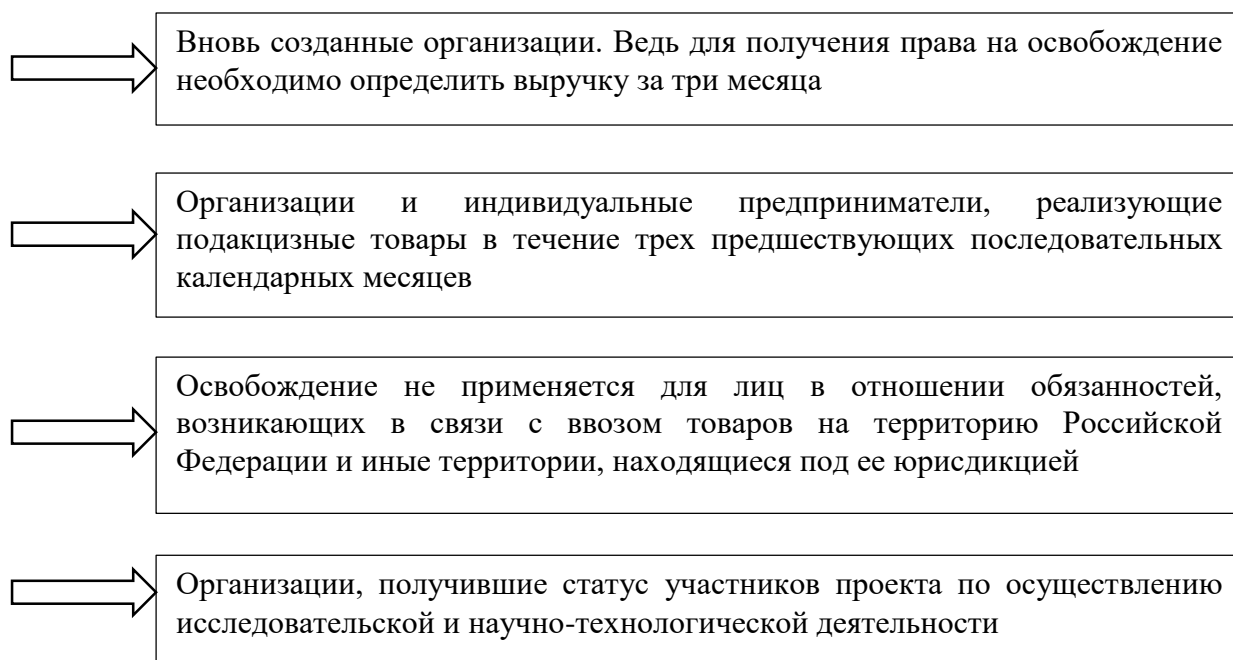 Вновь созданные организации. Ведь для получения права на освобождение
необходимо определить выручку за три месяца
Организации и индивидуальные предприниматели, реализующие
подакцизные товары в течение трех предшествующих последовательных
календарных месяцев
Освобождение не применяется для лиц в отношении обязанностей,
возникающих в связи с ввозом товаров на территорию Российской
Федерации и иные территории, находящиеся под ее юрисдикцией
Организации, получившие статус участников проекта по осуществлению
исследовательской и научно-технологической деятельности